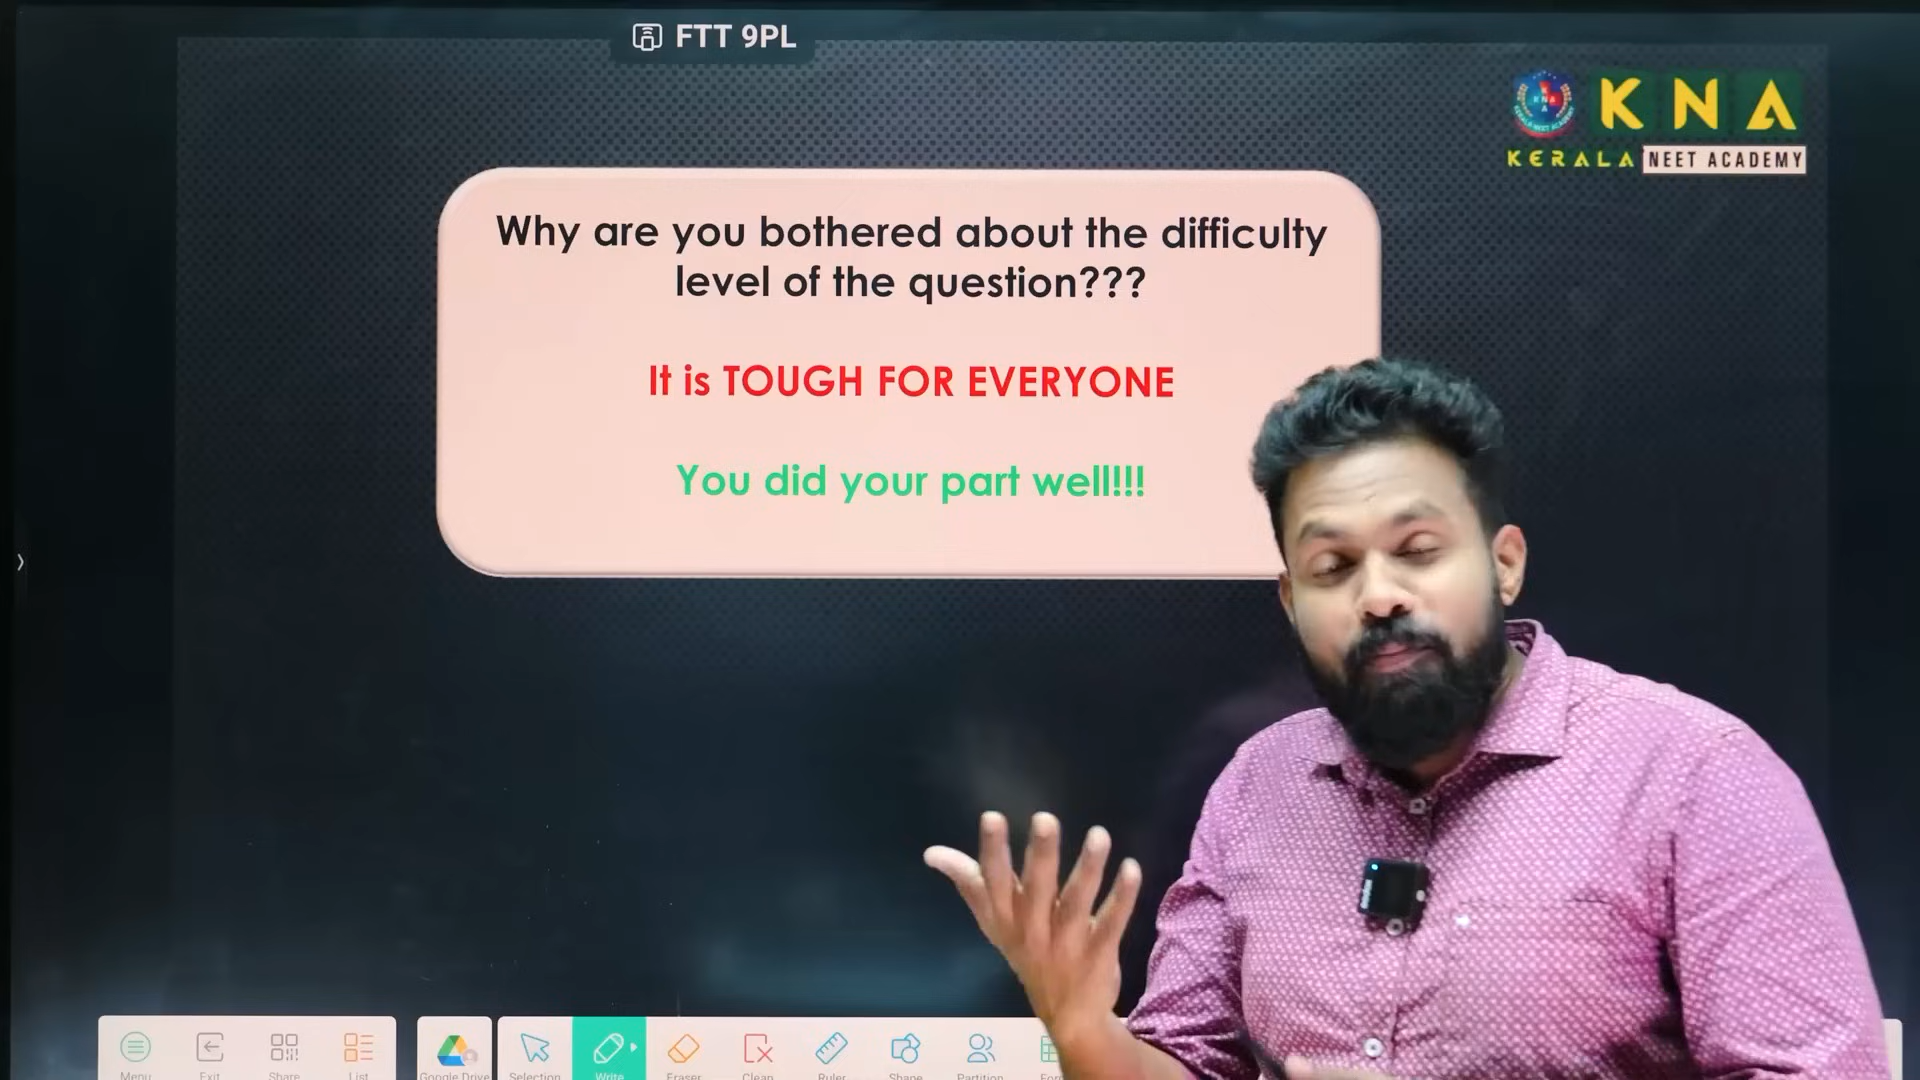 FTT 9PL
KNA
KERALA NEET ACADEMY
Why are you bothered about the difficulty
level of the question???
It is TOUGH FOR EVERYONE
You did your part well!!!
Menu
Exit
Share
List
Google Drive
Selection
Write
Eraser
Clean
Ruler
Shape
Partition